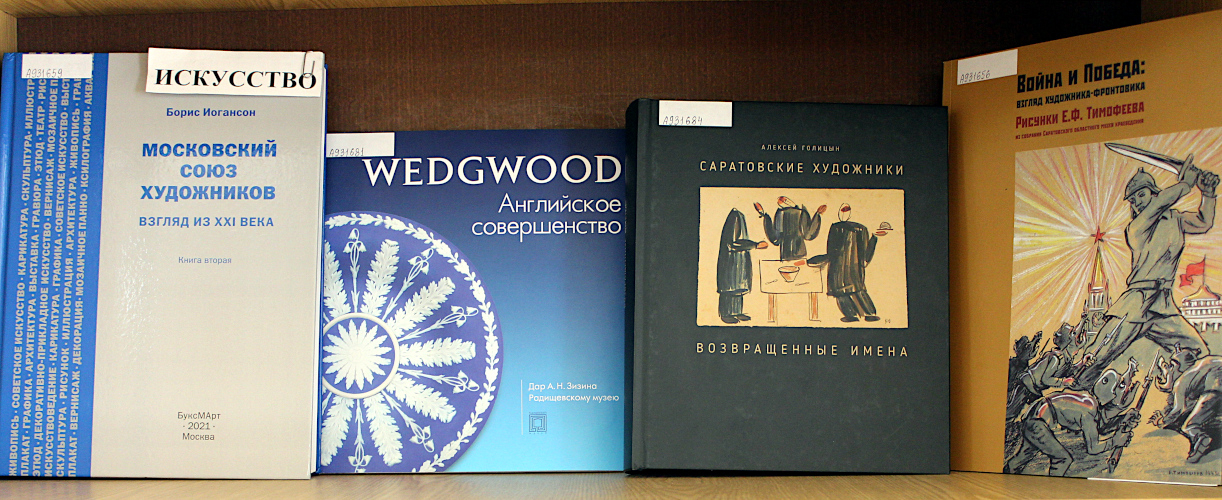 А931659
ИСКУССТВО
Борис Иогансон
МОСКОВСКИЙ
СОЮЗ
ХУДОЖНИКОВ
ВЗГЛЯД ИЗ XXI ВЕКА
Книга вторая
БуксМАрт
- 2021 -
Москва
А931681
WEDGWOOD
Английское
совершенство
Дар А. Н. Зизина
Радищевскому музею
А931684
АЛЕКСЕЙ ГОЛИЦЫН
САРАТОВСКИЕ ХУДОЖНИКИ
ВОЗВРАЩЕННЫЕ ИМЕНА
А931656
ВОЙНА И ПОБЕДА:
ВЗГЛЯД ХУДОЖНИКА-ФРОНТОВИКА
РИСУНКИ Е.Ф. ТИМОФЕЕВА
ИЗ СОБРАНИЯ САРАТОВСКОГО ОБЛАСТНОГО МУЗЕЯ КРАЕВЕДЕНИЯ